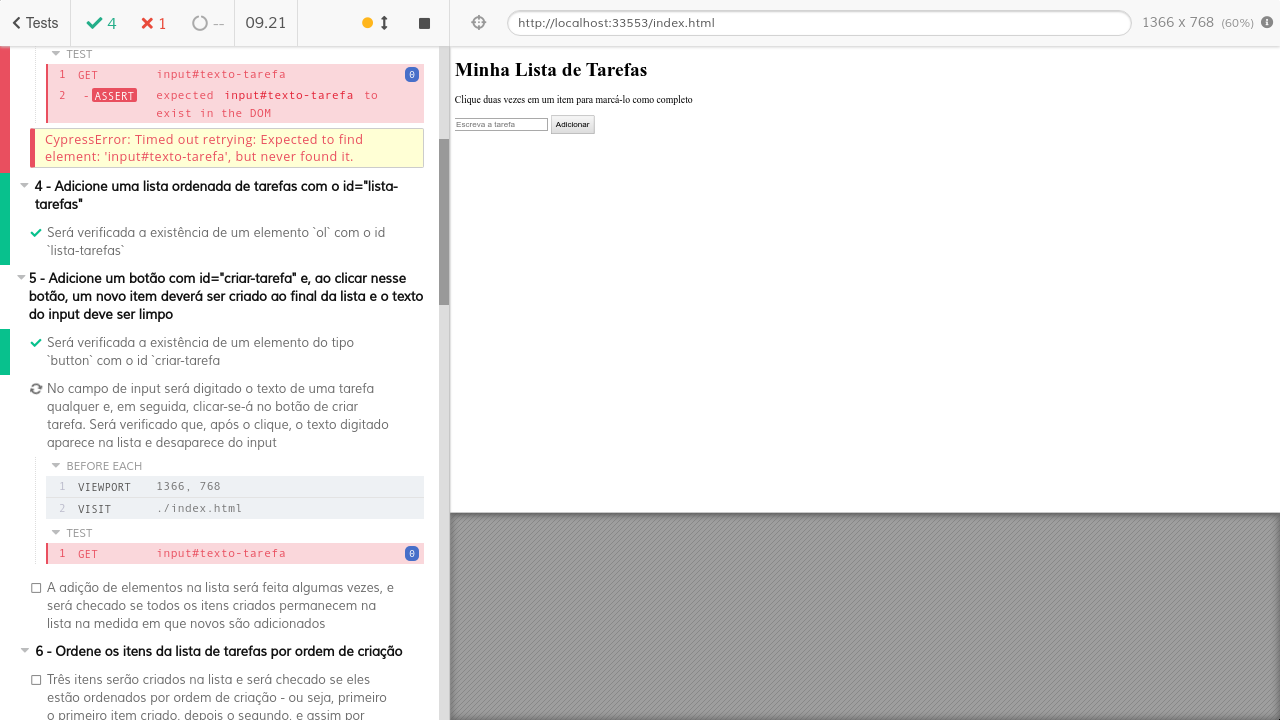 Tests
4
1
--
09.21
http://localhost:33553/index.html
1366 x 768 (60%)
TEST
1 GET input#texto-tarefa 0
2 -ASSERT expected input#texto-tarefa to
exist in the DOM
CypressError: Timed out retrying: Expected to find
element: 'input#texto-tarefa', but never found it.
4 - Adicione uma lista ordenada de tarefas com o id="lista-
tarefas"
Será verificada a existência de um elemento `ol` com o id
`lista-tarefas`
5 - Adicione um botão com id="criar-tarefa" e, ao clicar nesse
botão, um novo item deverá ser criado ao final da lista e o texto
do input deve ser limpo
Será verificada a existência de um elemento do tipo
`button` com o id `criar-tarefa
No campo de input será digitado o texto de uma tarefa
qualquer e, em seguida, clicar-se-á no botão de criar
tarefa. Será verificado que, após o clique, o texto digitado
aparece na lista e desaparece do input
BEFORE EACH
1 VIEWPORT 1366, 768
2 VISIT ./index.html
TEST
1 GET input#texto-tarefa 0
A adição de elementos na lista será feita algumas vezes, e
será checado se todos os itens criados permanecem na
lista na medida em que novos são adicionados
6 - Ordene os itens da lista de tarefas por ordem de criação
Três itens serão criados na lista e será checado se eles
estão ordenados por ordem de criação - ou seja, primeiro
o primeiro item criado, depois o segundo, e assim por
Minha Lista de Tarefas
Clique duas vezes em um item para marcá-lo como completo
Escreva a tarefa
Adicionar